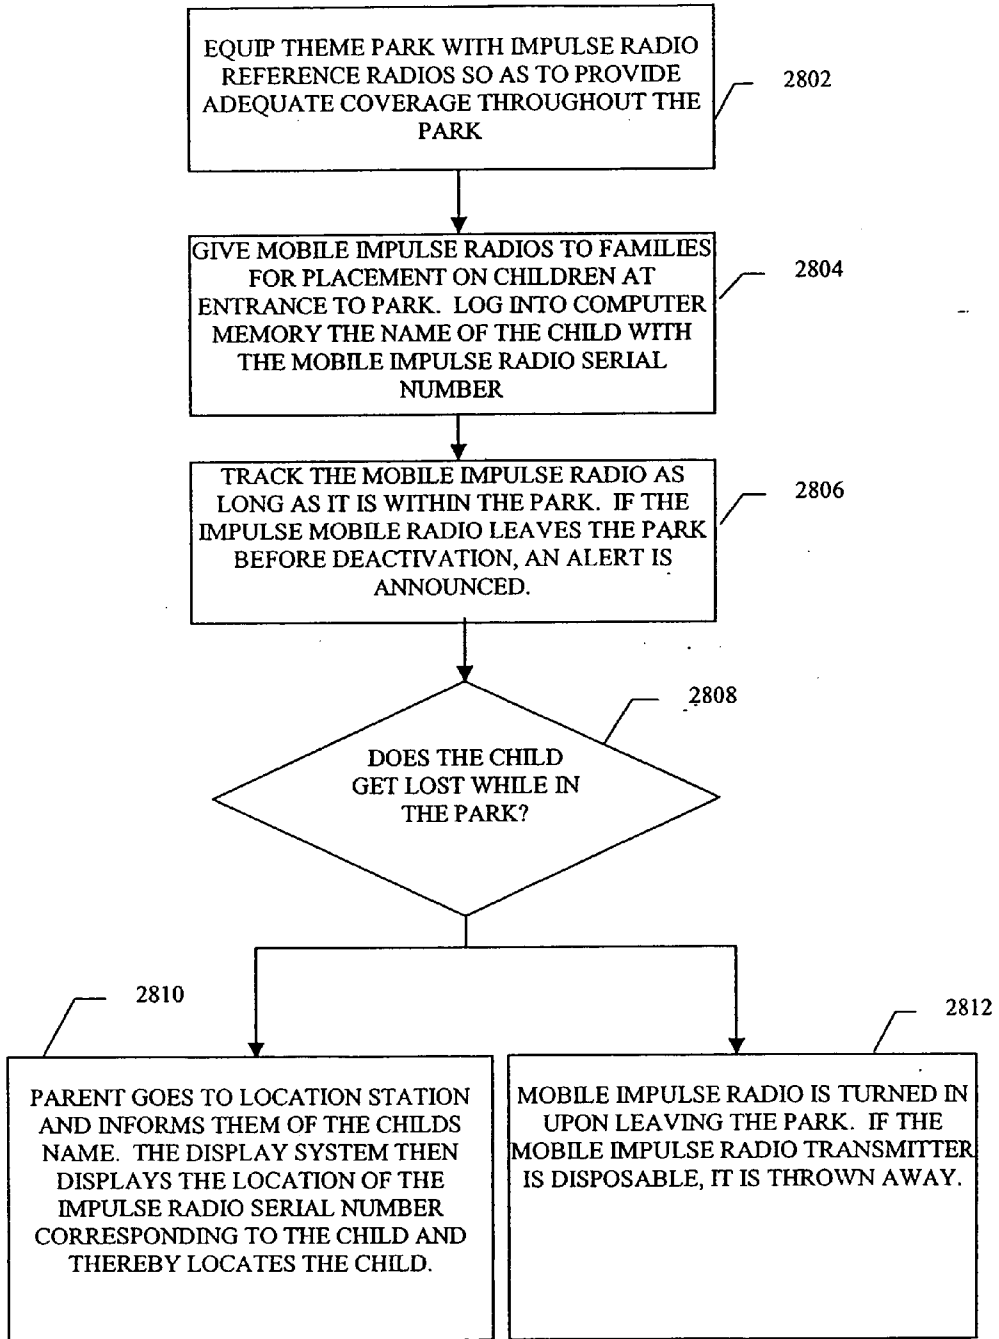 EQUIP THEME PARK WITH IMPULSE RADIO
REFERENCE RADIOS SO AS TO PROVIDE
ADEQUATE COVERAGE THROUGHOUT THE
PARK
2802
GIVE MOBILE IMPULSE RADIOS TO FAMILIES
FOR PLACEMENT ON CHILDREN AT
ENTRANCE TO PARK. LOG INTO COMPUTER
MEMORY THE NAME OF THE CHILD WITH
THE MOBILE IMPULSE RADIO SERIAL
NUMBER
2804
TRACK THE MOBILE IMPULSE RADIO AS
LONG AS IT IS WITHIN THE PARK. IF THE
IMPULSE MOBILE RADIO LEAVES THE PARK
BEFORE DEACTIVATION, AN ALERT IS
ANNOUNCED.
2806
2808
DOES THE CHILD
GET LOST WHILE IN
THE PARK?
2810
PARENT GOES TO LOCATION STATION
AND INFORMS THEM OF THE CHILDS
NAME. THE DISPLAY SYSTEM THEN
DISPLAYS THE LOCATION OF THE
IMPULSE RADIO SERIAL NUMBER
CORRESPONDING TO THE CHILD AND
THEREBY LOCATES THE CHILD.
2812
MOBILE IMPULSE RADIO IS TURNED IN
UPON LEAVING THE PARK. IF THE
MOBILE IMPULSE RADIO TRANSMITTER
IS DISPOSABLE, IT IS THROWN AWAY.